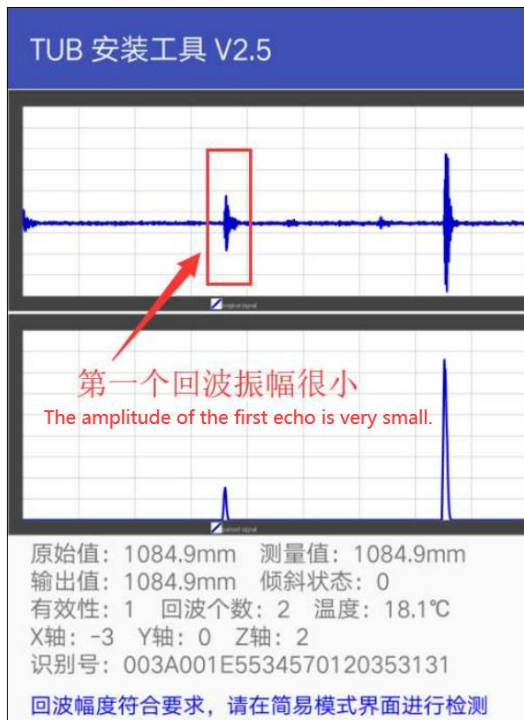 TUB 安装工具 V2.5
original signal
第一个回波振幅很小
The amplitude of the first echo is very small.
parsed signal
原始值：1084.9mm 测量值：1084.9mm
输出值：1084.9mm 倾斜状态：0
有效性：1 回波个数：2 温度：18.1℃
X轴：-3 Y轴：0 Z轴：2
识别号：003A001E5534570120353131
回波幅度符合要求，请在简易模式界面进行检测